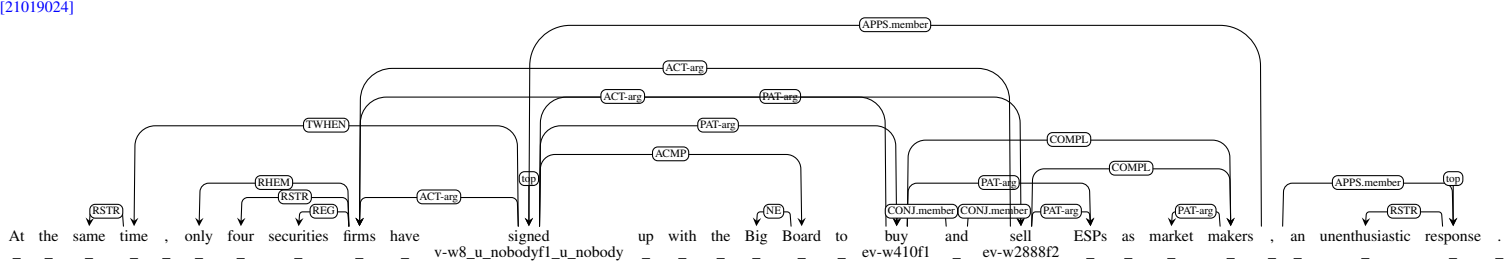 [21019024]
APPS.member
ACT-arg
ACT-arg PAT-arg
TWHEN PAT-arg
COMPL
ACMP
COMPL
top top
RHEM PAT-arg APPS.member
RSTR ACT-arg
RSTR REG NE CONJ.member CONJ.member PAT-arg PAT-arg RSTR
At the same time , only four securities firms have signed up with the Big Board to buy and sell ESPs as market makers , an unenthusiastic response .
_ _ _ _ _ _ _ _ _ _ v-w8_u_nobodyf1_u_nobody _ _ _ _ _ _ ev-w410f1 _ ev-w2888f2 _ _ _ _ _ _ _ _ _